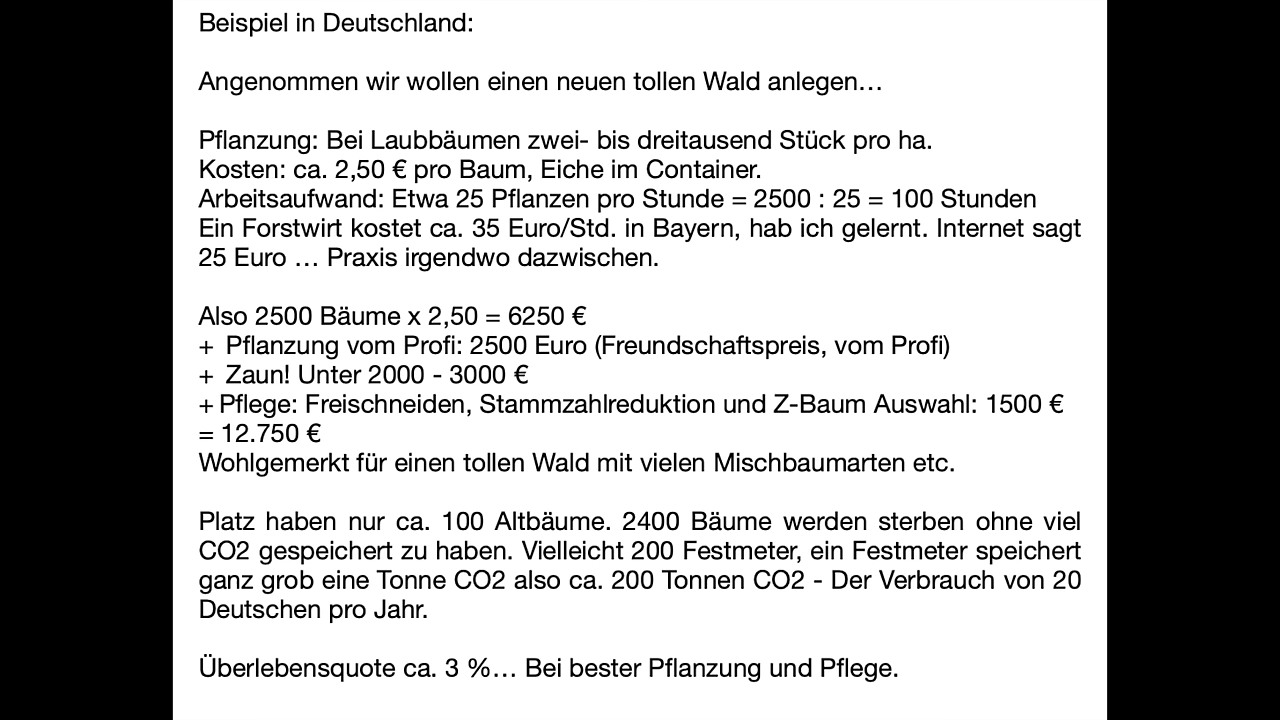 Beispiel in Deutschland:
Angenommen wir wollen einen neuen tollen Wald anlegen…
Pflanzung: Bei Laubbäumen zwei- bis dreitausend Stück pro ha.
Kosten: ca. 2,50 € pro Baum, Eiche im Container.
Arbeitsaufwand: Etwa 25 Pflanzen pro Stunde = 2500 : 25 = 100 Stunden
Ein Forstwirt kostet ca. 35 Euro/Std. in Bayern, hab ich gelernt. Internet sagt
25 Euro … Praxis irgendwo dazwischen.
Also 2500 Bäume x 2,50 = 6250 €
+ Pflanzung vom Profi: 2500 Euro (Freundschaftspreis, vom Profi)
+ Zaun! Unter 2000 - 3000 €
+ Pflege: Freischneiden, Stammzahlreduktion und Z-Baum Auswahl: 1500 €
= 12.750 €
Wohlgemerkt für einen tollen Wald mit vielen Mischbaumarten etc.
Platz haben nur ca. 100 Altbäume. 2400 Bäume werden sterben ohne viel
CO2 gespeichert zu haben. Vielleicht 200 Festmeter, ein Festmeter speichert
ganz grob eine Tonne CO2 also ca. 200 Tonnen CO2 - Der Verbrauch von 20
Deutschen pro Jahr.
Überlebensquote ca. 3 %… Bei bester Pflanzung und Pflege.